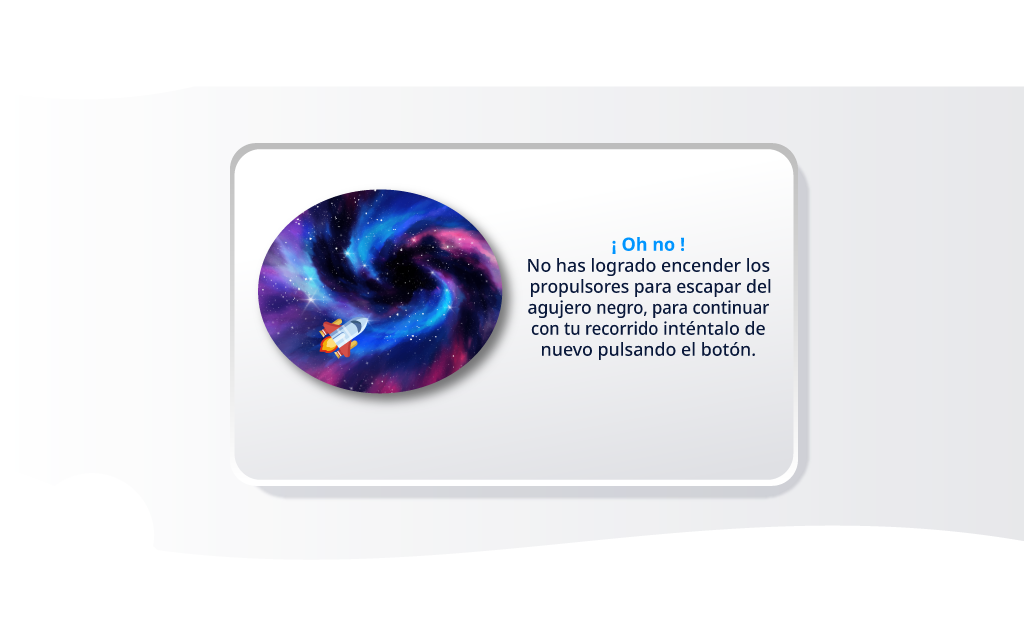 ¡ Oh no !
No has logrado encender los
propulsores para escapar del
agujero negro, para continuar
con tu recorrido inténtalo de
nuevo pulsando el botón.